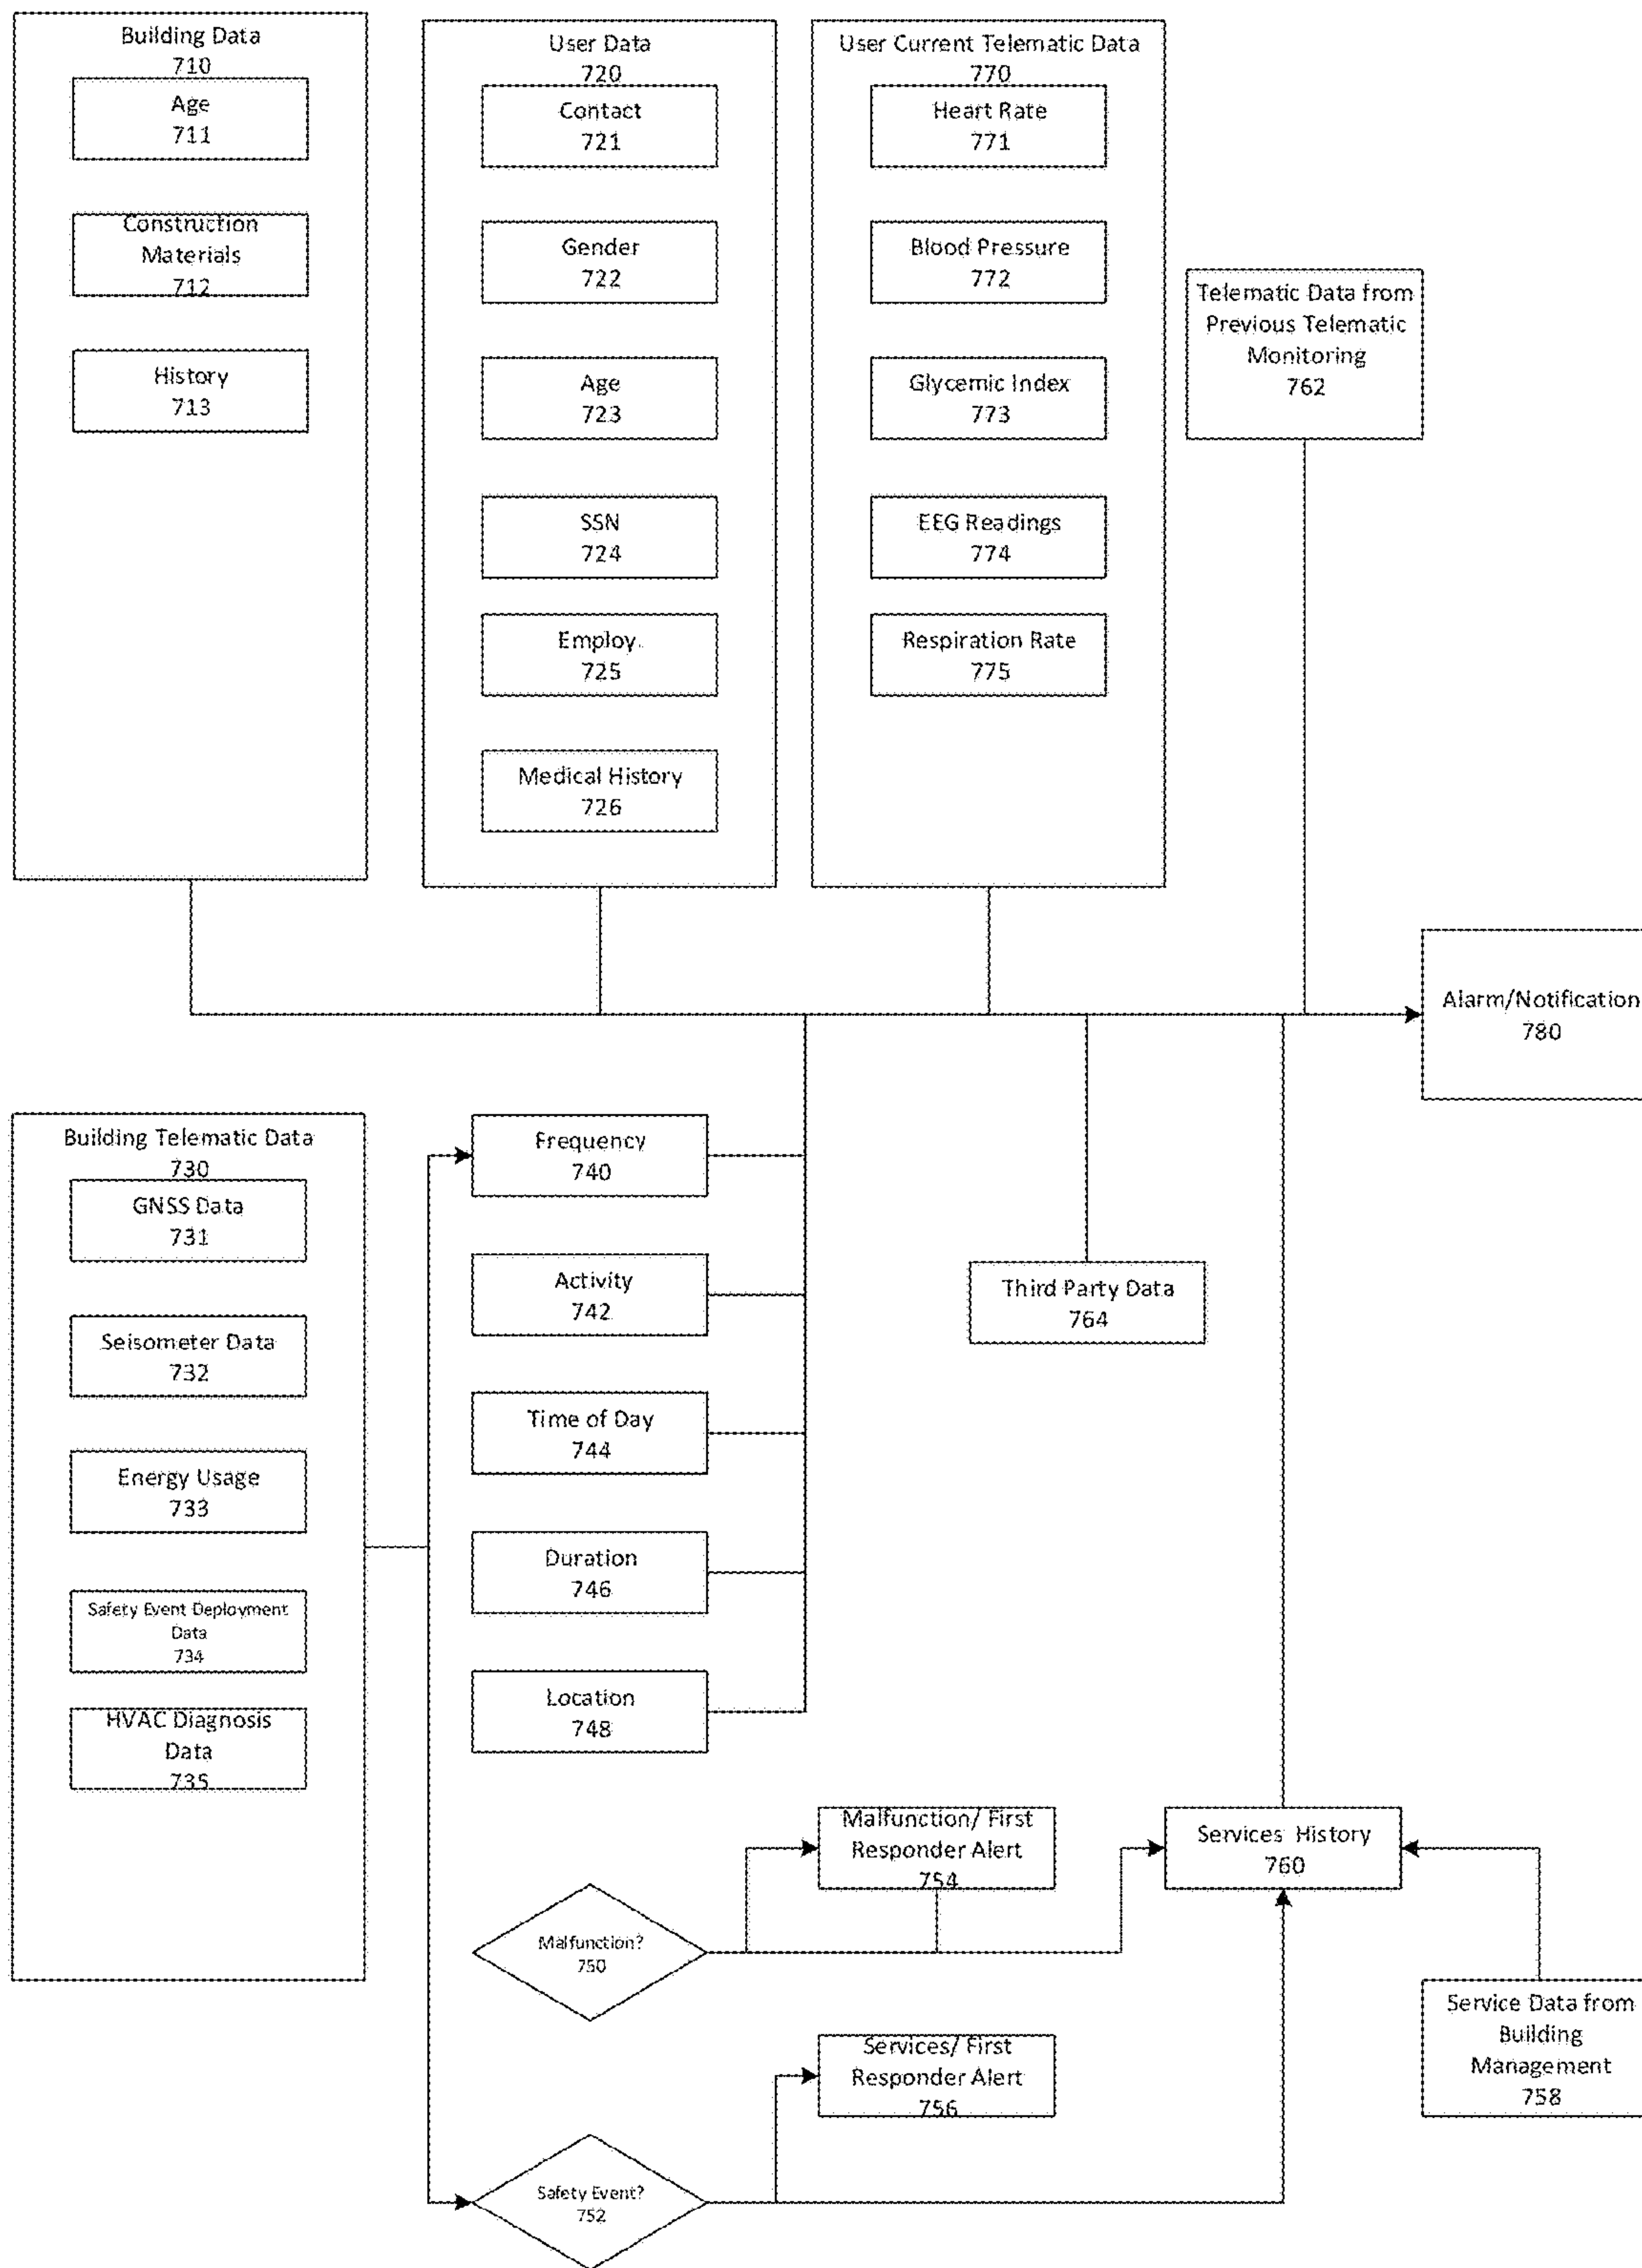 Building Data
710
Age
711
Construction
Materials
712
History
713
User Data
720
Contact
721
Gender
722
Age
723
SSN
724
Employ.
725
Medical History
726
User Current Telematic Data
770
Heart Rate
771
Blood Pressure
772
Glycemic Index
773
EEG Readings
774
Respiration Rate
775
Telematic Data from
Previous Telematic
Monitoring
762
Alarm/Notification
780
Building Telematic Data
730
GNSS Data
731
Seisometer Data
732
Energy Usage
733
Safety Event Deployment
Data
734
HVAC Diagnosis
Data
735
Frequency
740
Activity
742
Time of Day
744
Duration
746
Location
748
Third Party Data
764
Malfunction?
750
Malfunction/ First
Responder Alert
754
Services History
760
Safety Event?
752
Services/ First
Responder Alert
756
Service Data from
Building
Management
758